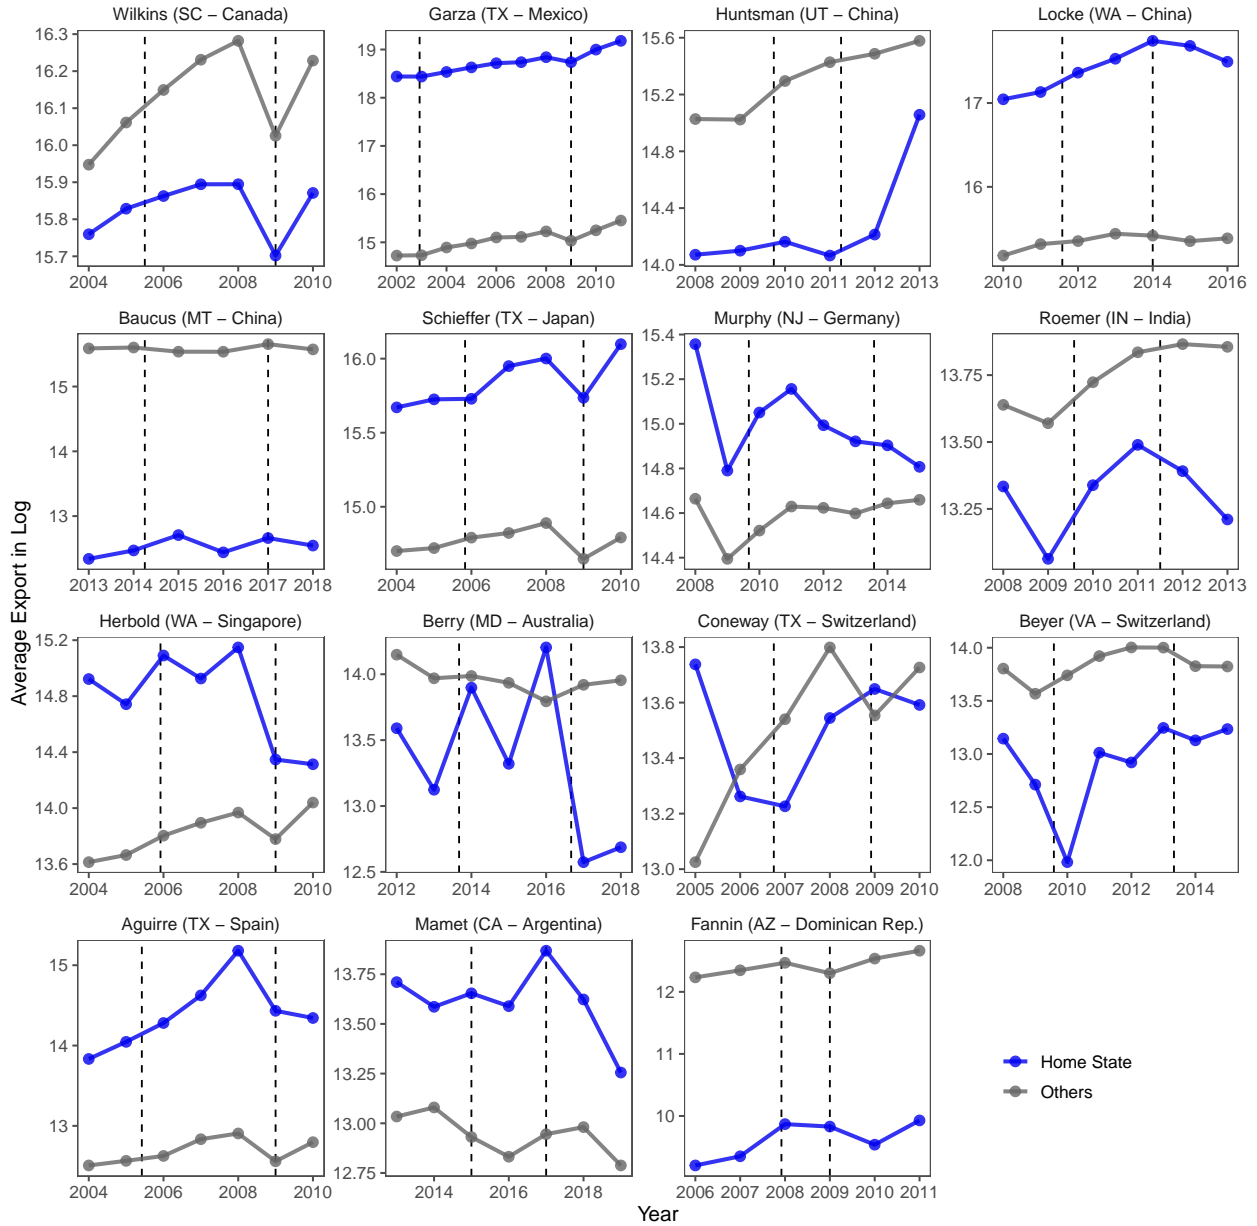 Wilkins (SC − Canada)
Garza (TX − Mexico)
Huntsman (UT − China)
Locke (WA − China)
16.3
16.2
16.1
16.0
15.9
15.8
15.7
2004 2006 2008 2010
19
18
15
2002 2004 2006 2008 2010
15.6
15.2
14.8
14.4
14.0
2008 2009 2010 2011 2012 2013
17
16
2010 2012 2014 2016
Baucus (MT − China)
Schieffer (TX − Japan)
Murphy (NJ − Germany)
Roemer (IN − India)
15
14
13
2013 2014 2015 2016 2017 2018
16.0
15.5
15.0
2004 2006 2008 2010
15.4
15.2
15.0
14.8
14.6
14.4
2008 2010 2012 2014
13.75
13.50
13.25
2008 2009 2010 2011 2012 2013
Average Export in Log
Herbold (WA − Singapore)
Berry (MD − Australia)
Coneway (TX − Switzerland)
Beyer (VA − Switzerland)
15.2
14.8
14.4
14.0
13.6
2004 2006 2008 2010
14.0
13.5
13.0
12.5
2012 2014 2016 2018
13.8
13.6
13.4
13.2
13.0
2005 2006 2007 2008 2009 2010
14.0
13.5
13.0
12.5
12.0
2008 2010 2012 2014
Aguirre (TX − Spain)
Mamet (CA − Argentina)
Fannin (AZ − Dominican Rep.)
15
14
13
2004 2006 2008 2010
13.75
13.50
13.25
13.00
12.75
2014 2016 2018
12
11
10
2006 2007 2008 2009 2010 2011
Home State
Others
Year